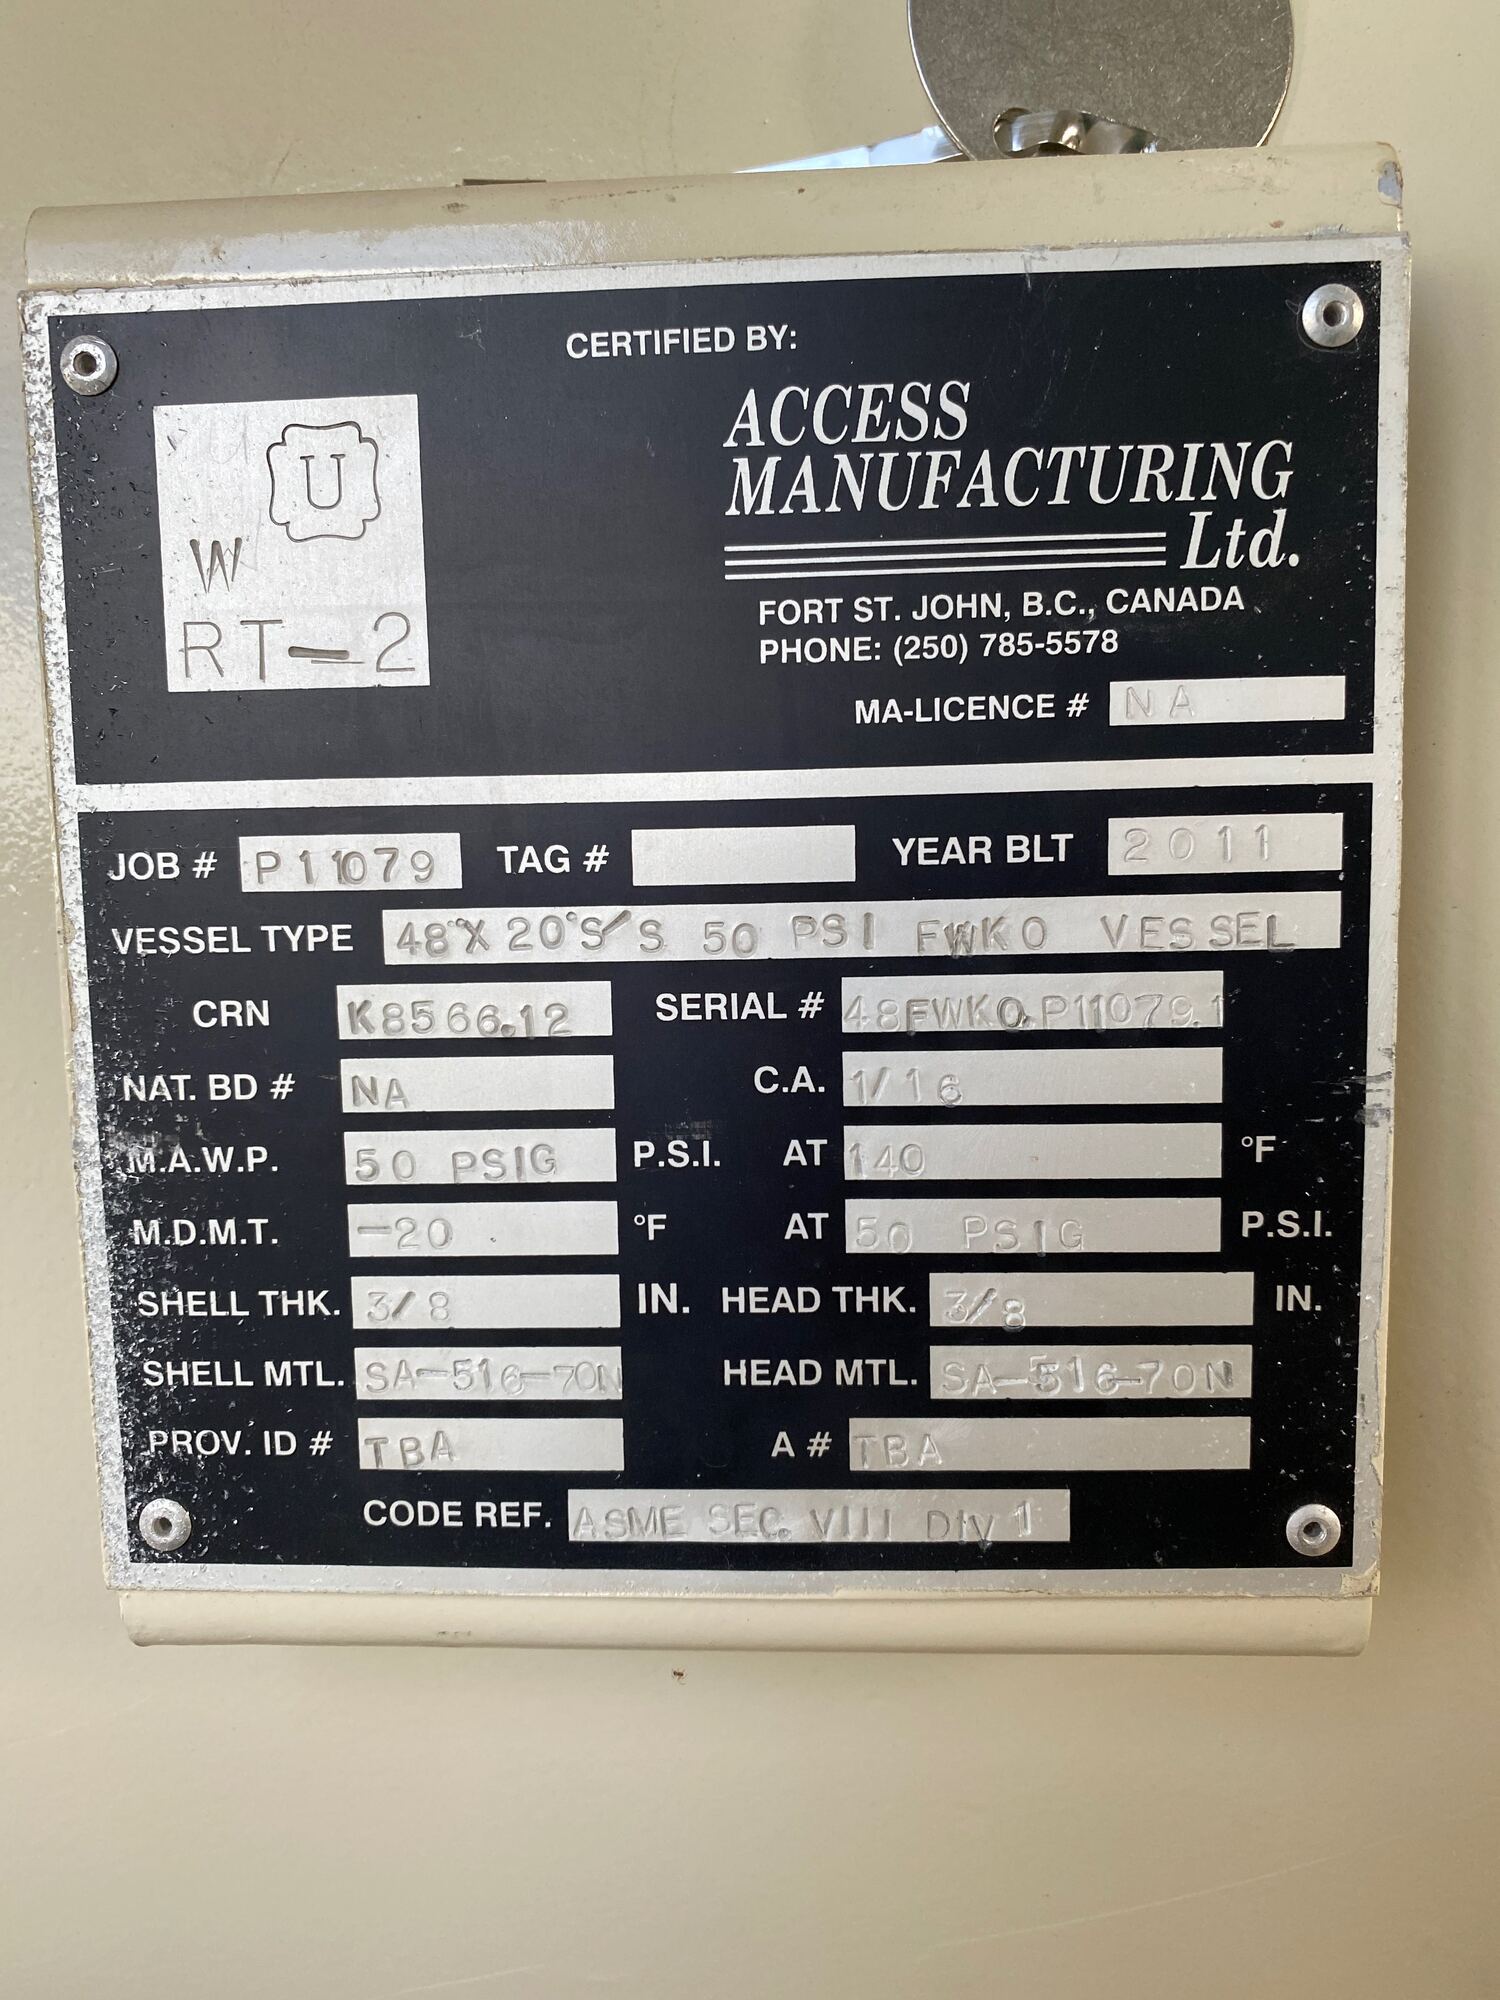 CERTIFIED BY:
U
W
RT-2
ACCESS
MANUFACTURING
Ltd.
FORT ST. JOHN, B.C., CANADA
PHONE: (250) 785-5578
MA-LICENCE # NA
JOB # P11079 TAG # YEAR BLT 2011
VESSEL TYPE 48"X 20'S/S 50 PSI FWKO VESSEL
CRN K8566.12 SERIAL # 48FWKO.P11079.1
NAT. BD # NA C.A. 1/16
M.A.W.P. 50 PSIG P.S.I. AT 140 °F
M.D.M.T. -20 °F AT 50 PSIG P.S.I.
SHELL THK. 3/8 IN. HEAD THK. 3/8 IN.
SHELL MTL. SA-516-70N HEAD MTL. SA-516-70N
PROV. ID # TBA A # TBA
CODE REF. ASME SEC. VIII DIV 1